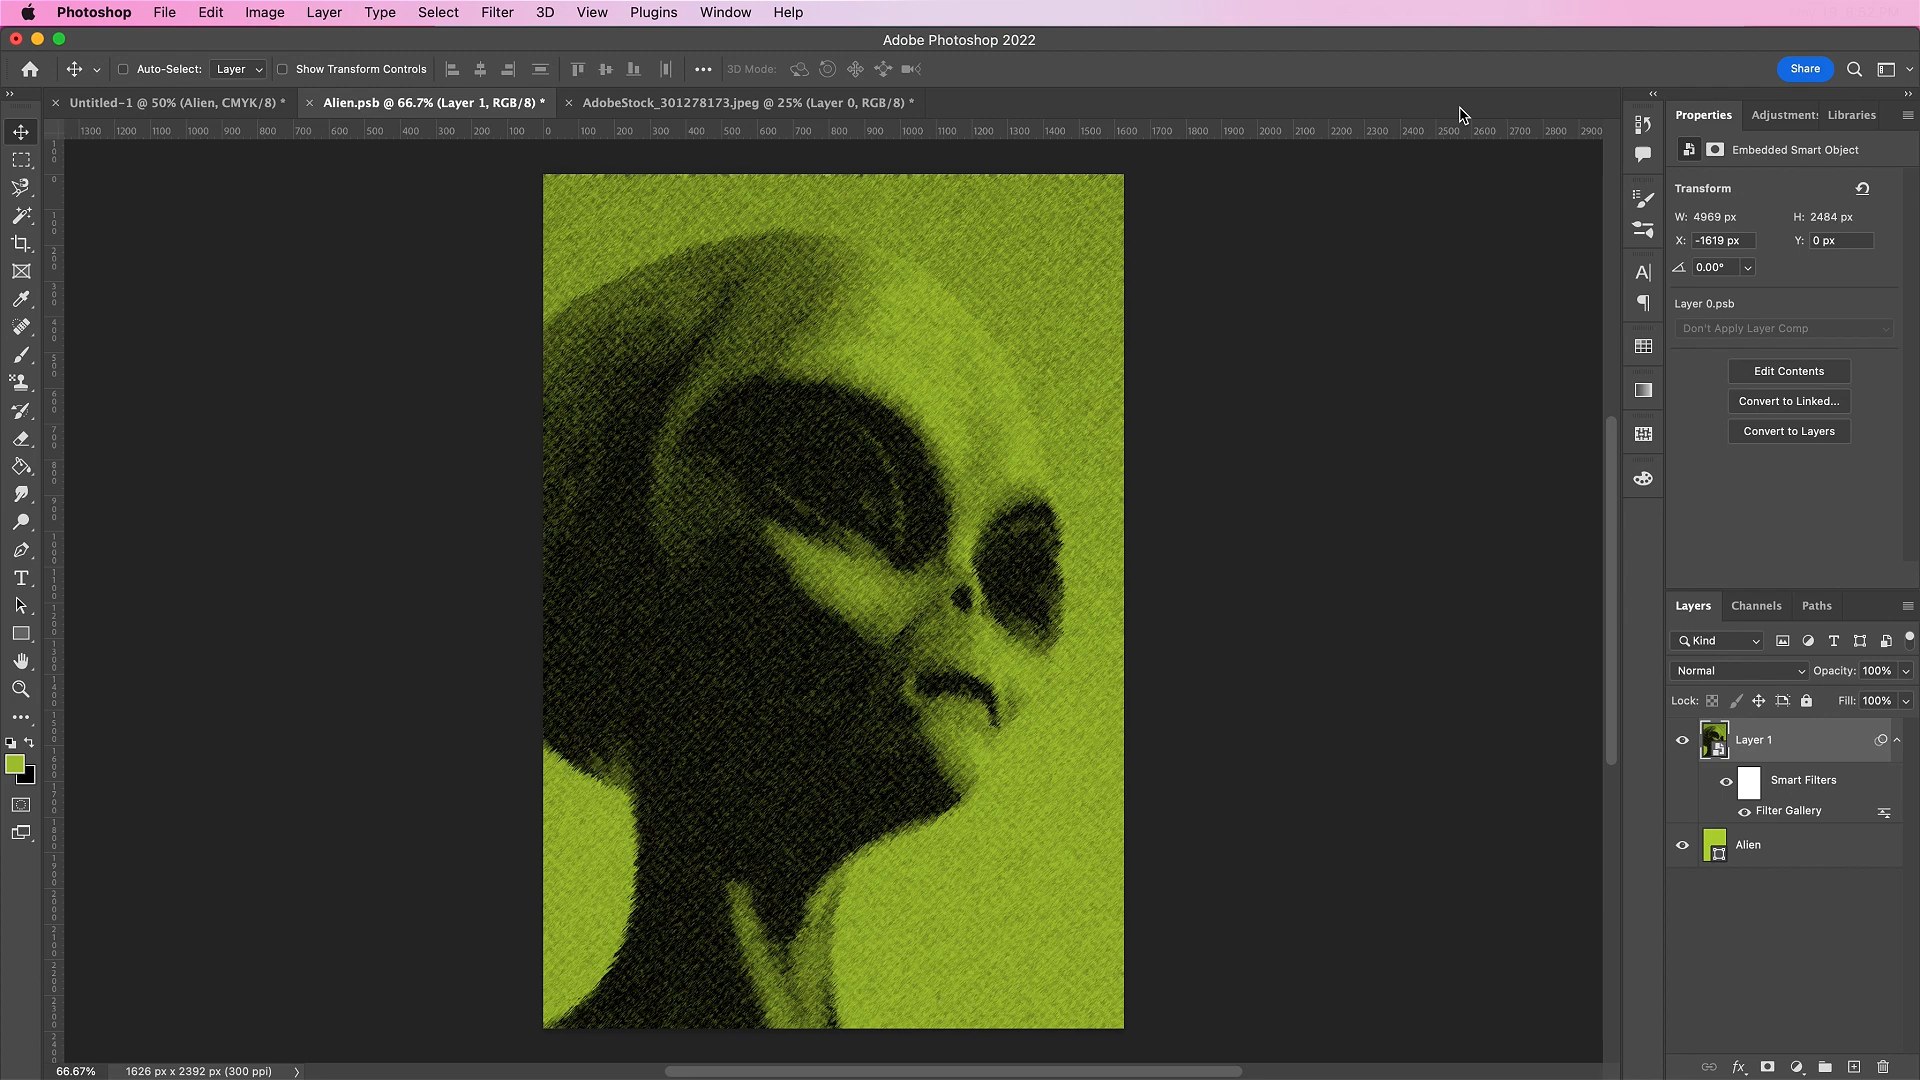 Photoshop File Edit Image Layer Type Select Filter 3D View Plugins Window Help
Adobe Photoshop 2022
Auto-Select: Layer Show Transform Controls 3D Mode: Share
Untitled-1 @ 50% (Alien, CMYK/8) * Alien.psb @ 66.7% (Layer 1, RGB/8) * AdobeStock_301278173.jpeg @ 25% (Layer 0, RGB/8) *
1300 1200 1100 1000 900 800 700 600 500 400 300 200 100 0 100 200 300 400 500 600 700 800 900 1000 1100 1200 1300 1400 1500 1600 1700 1800 1900 2000 2100 2200 2300 2400 2500 2600 2700 2800 2900
Properties Adjustments Libraries
Embedded Smart Object
Transform
W: 4969 px H: 2484 px
X: -1619 px Y: 0 px
0.00°
Layer 0.psb
Don't Apply Layer Comp
Edit Contents
Convert to Linked...
Convert to Layers
Layers Channels Paths
Kind
Normal Opacity: 100%
Lock: Fill: 100%
Layer 1
Smart Filters
Filter Gallery
Alien
66.67% 1626 px x 2392 px (300 ppi)